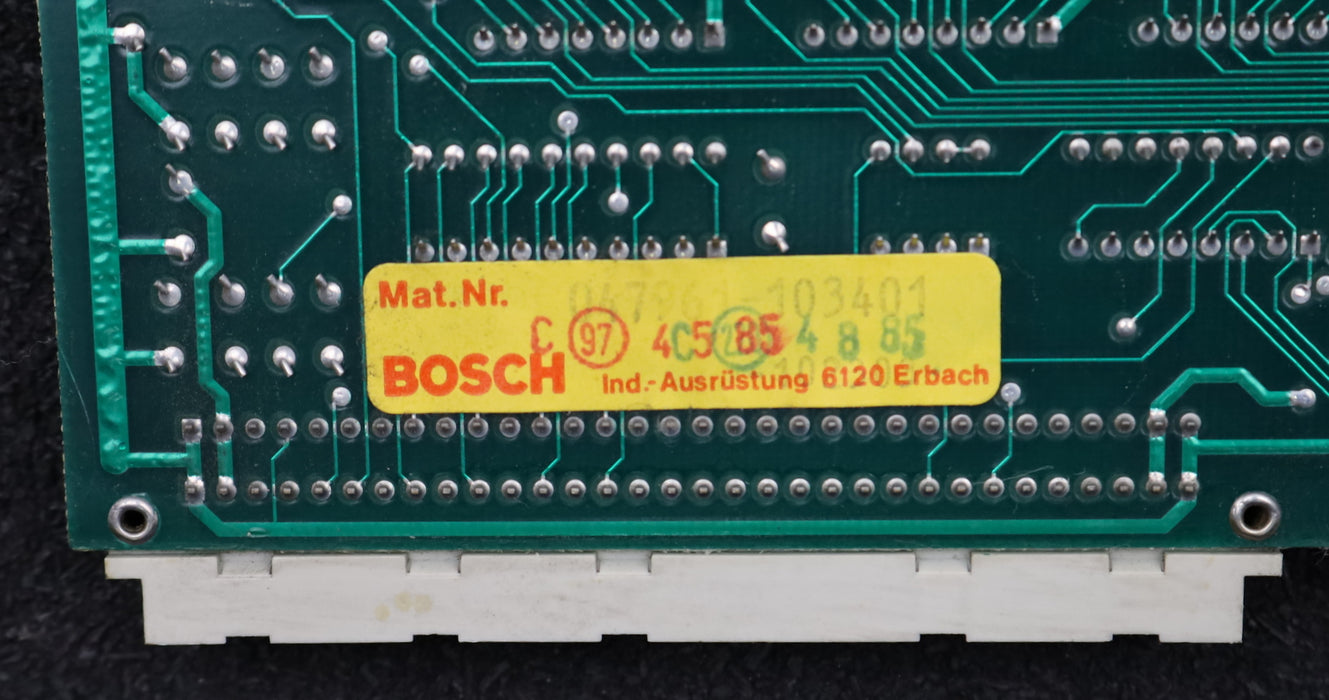 Mat.Nr. 047961-103401
C 97 4C5 85 4 8 85
BOSCH Ind.-Ausrüstung 6120 Erbach